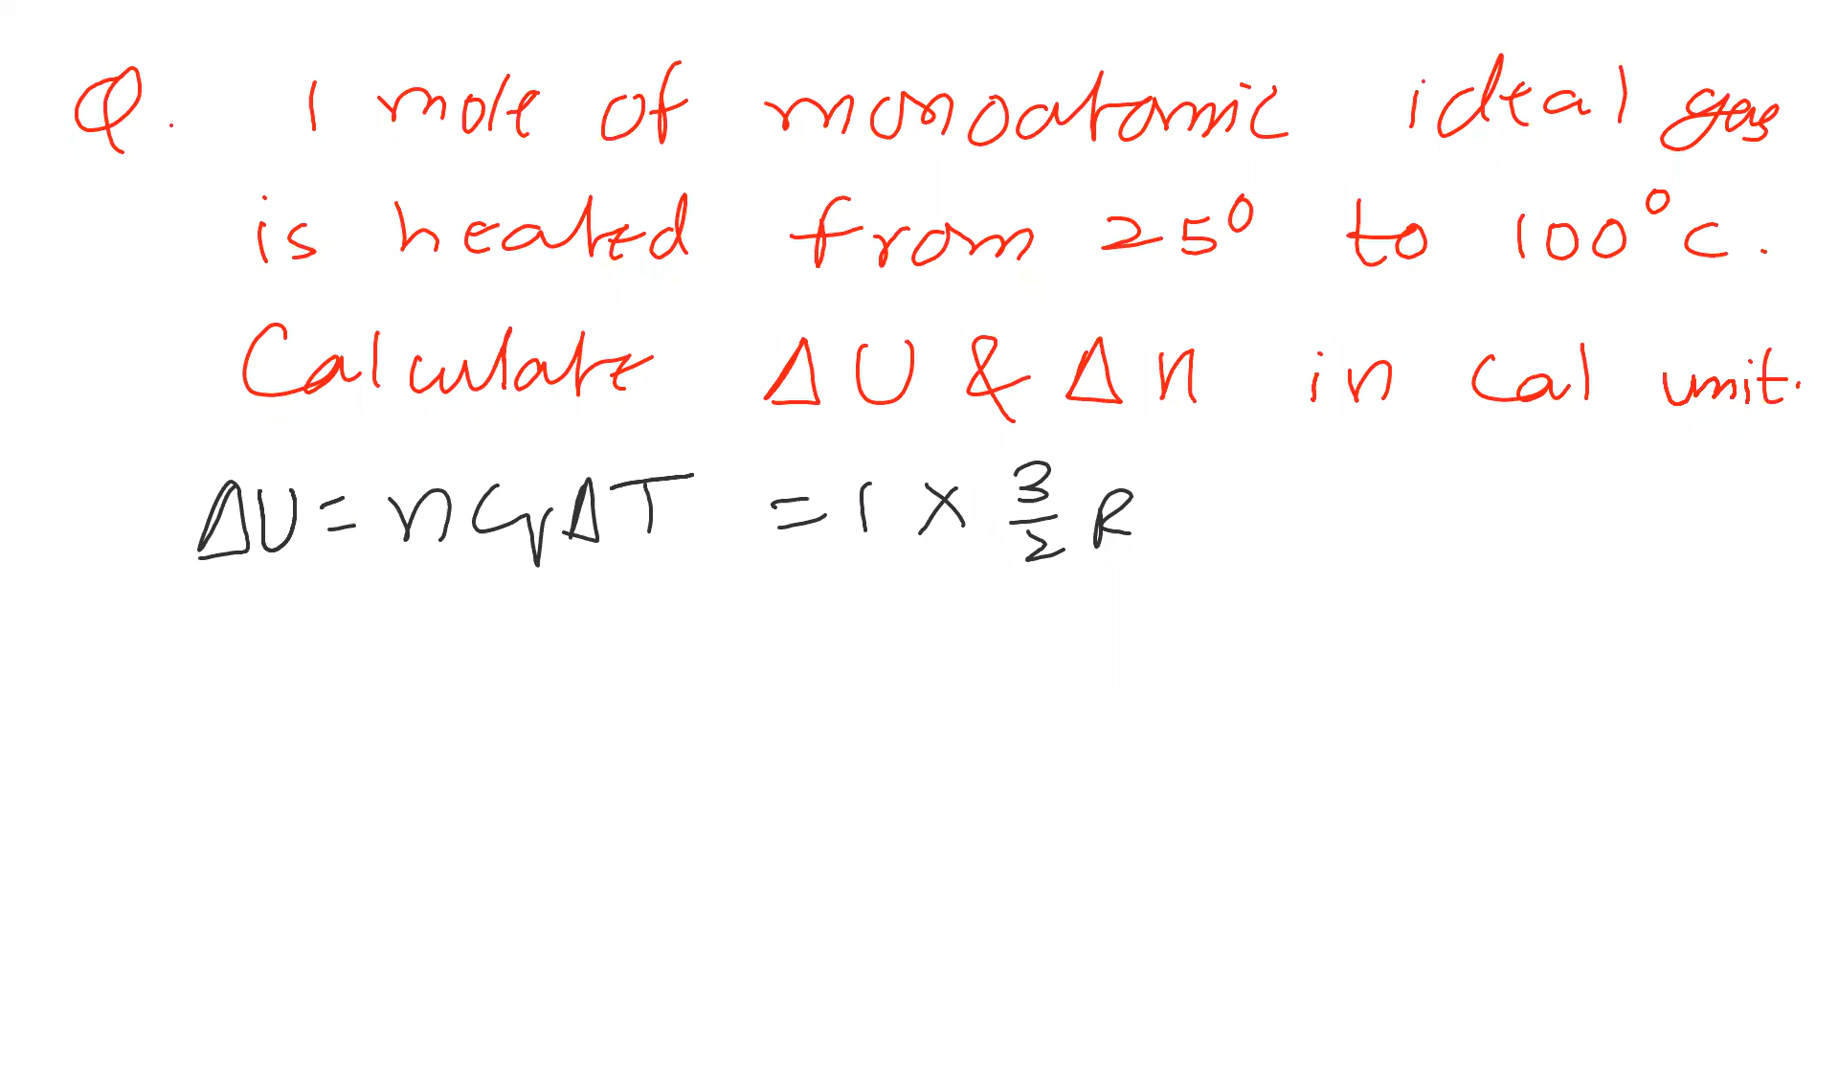 Q. 1 mole of monoatomic ideal gas
is heated from 25° to 100°C.
Calculate ΔU & ΔH in Cal unit.
ΔU = nCvΔT = 1 × 3/2 R